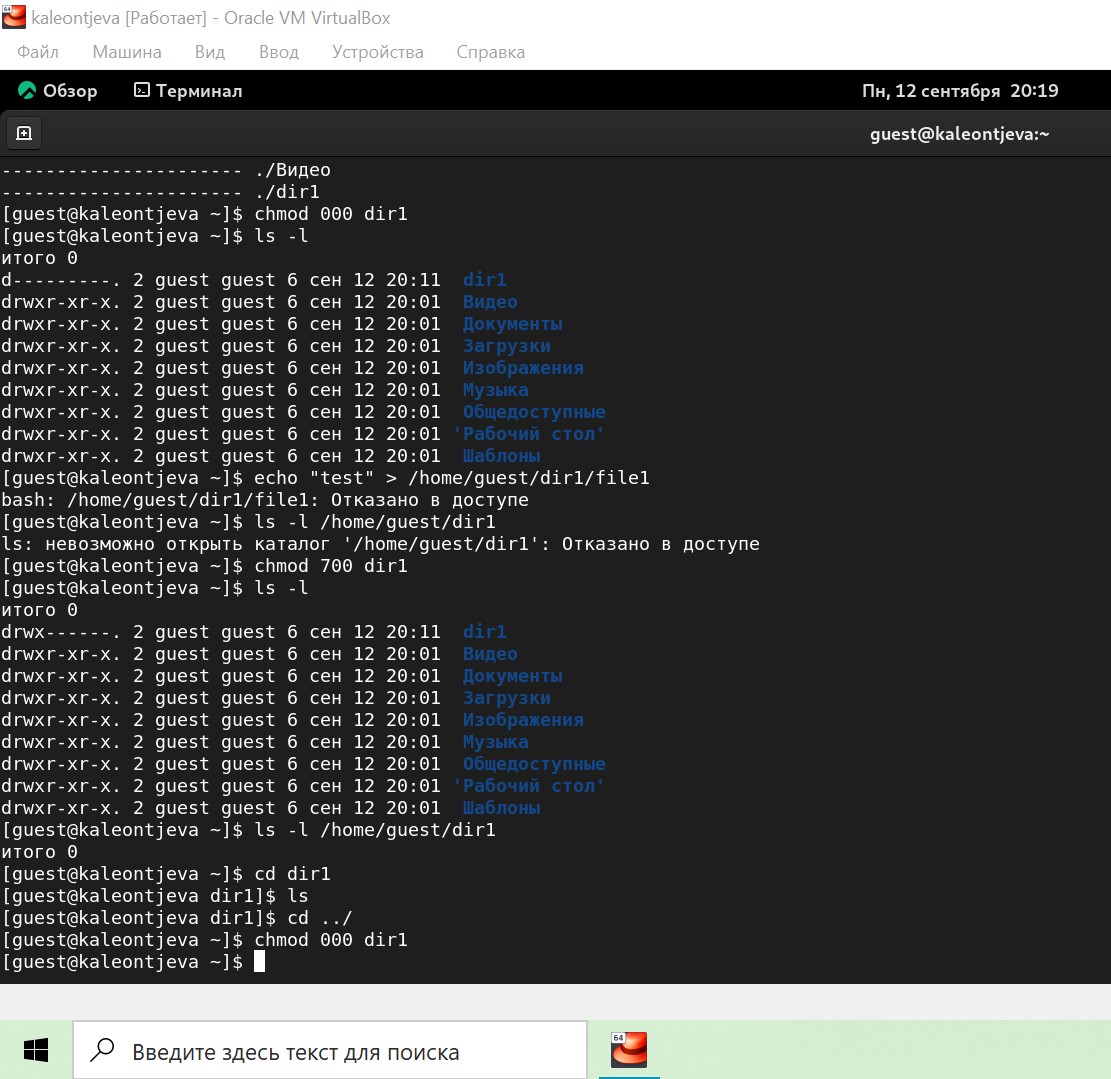 kaleontjeva [Работает] - Oracle VM VirtualBox
Файл Машина Вид Ввод Устройства Справка
Обзор Терминал Пн, 12 сентября 20:19
guest@kaleontjeva:~
---------------------- ./Видео
---------------------- ./dir1
[guest@kaleontjeva ~]$ chmod 000 dir1
[guest@kaleontjeva ~]$ ls -l
итого 0
d---------. 2 guest guest 6 сен 12 20:11  dir1
drwxr-xr-x. 2 guest guest 6 сен 12 20:01  Видео
drwxr-xr-x. 2 guest guest 6 сен 12 20:01  Документы
drwxr-xr-x. 2 guest guest 6 сен 12 20:01  Загрузки
drwxr-xr-x. 2 guest guest 6 сен 12 20:01  Изображения
drwxr-xr-x. 2 guest guest 6 сен 12 20:01  Музыка
drwxr-xr-x. 2 guest guest 6 сен 12 20:01  Общедоступные
drwxr-xr-x. 2 guest guest 6 сен 12 20:01 'Рабочий стол'
drwxr-xr-x. 2 guest guest 6 сен 12 20:01  Шаблоны
[guest@kaleontjeva ~]$ echo "test" > /home/guest/dir1/file1
bash: /home/guest/dir1/file1: Отказано в доступе
[guest@kaleontjeva ~]$ ls -l /home/guest/dir1
ls: невозможно открыть каталог '/home/guest/dir1': Отказано в доступе
[guest@kaleontjeva ~]$ chmod 700 dir1
[guest@kaleontjeva ~]$ ls -l
итого 0
drwx------. 2 guest guest 6 сен 12 20:11  dir1
drwxr-xr-x. 2 guest guest 6 сен 12 20:01  Видео
drwxr-xr-x. 2 guest guest 6 сен 12 20:01  Документы
drwxr-xr-x. 2 guest guest 6 сен 12 20:01  Загрузки
drwxr-xr-x. 2 guest guest 6 сен 12 20:01  Изображения
drwxr-xr-x. 2 guest guest 6 сен 12 20:01  Музыка
drwxr-xr-x. 2 guest guest 6 сен 12 20:01  Общедоступные
drwxr-xr-x. 2 guest guest 6 сен 12 20:01 'Рабочий стол'
drwxr-xr-x. 2 guest guest 6 сен 12 20:01  Шаблоны
[guest@kaleontjeva ~]$ ls -l /home/guest/dir1
итого 0
[guest@kaleontjeva ~]$ cd dir1
[guest@kaleontjeva dir1]$ ls
[guest@kaleontjeva dir1]$ cd ../
[guest@kaleontjeva ~]$ chmod 000 dir1
[guest@kaleontjeva ~]$
Введите здесь текст для поиска
64